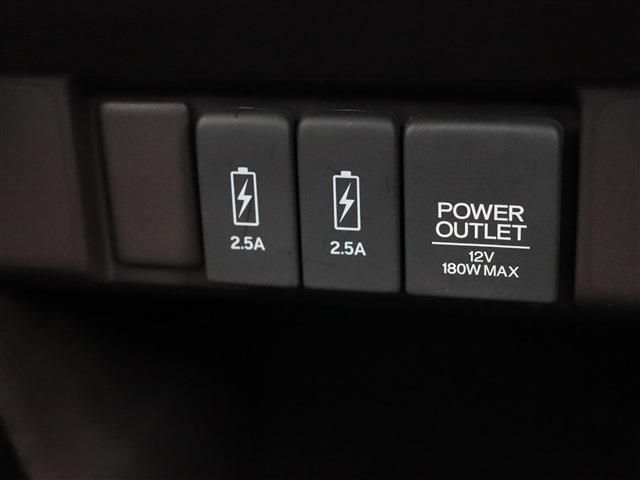 2.5A
2.5A
POWER
OUTLET
12V
180W MAX